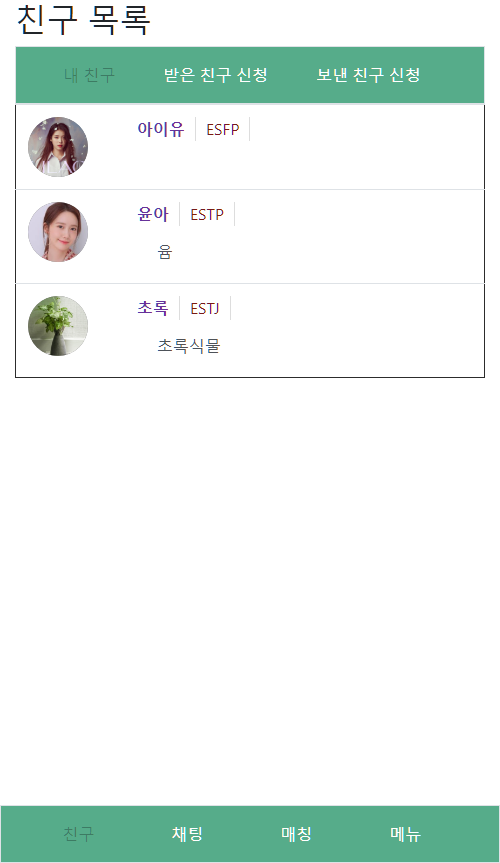 친구 목록
내 친구 받은 친구 신청 보낸 친구 신청
아이유 ESFP
윤아 ESTP
융
초록 ESTJ
초록식물
친구 채팅 매칭 메뉴